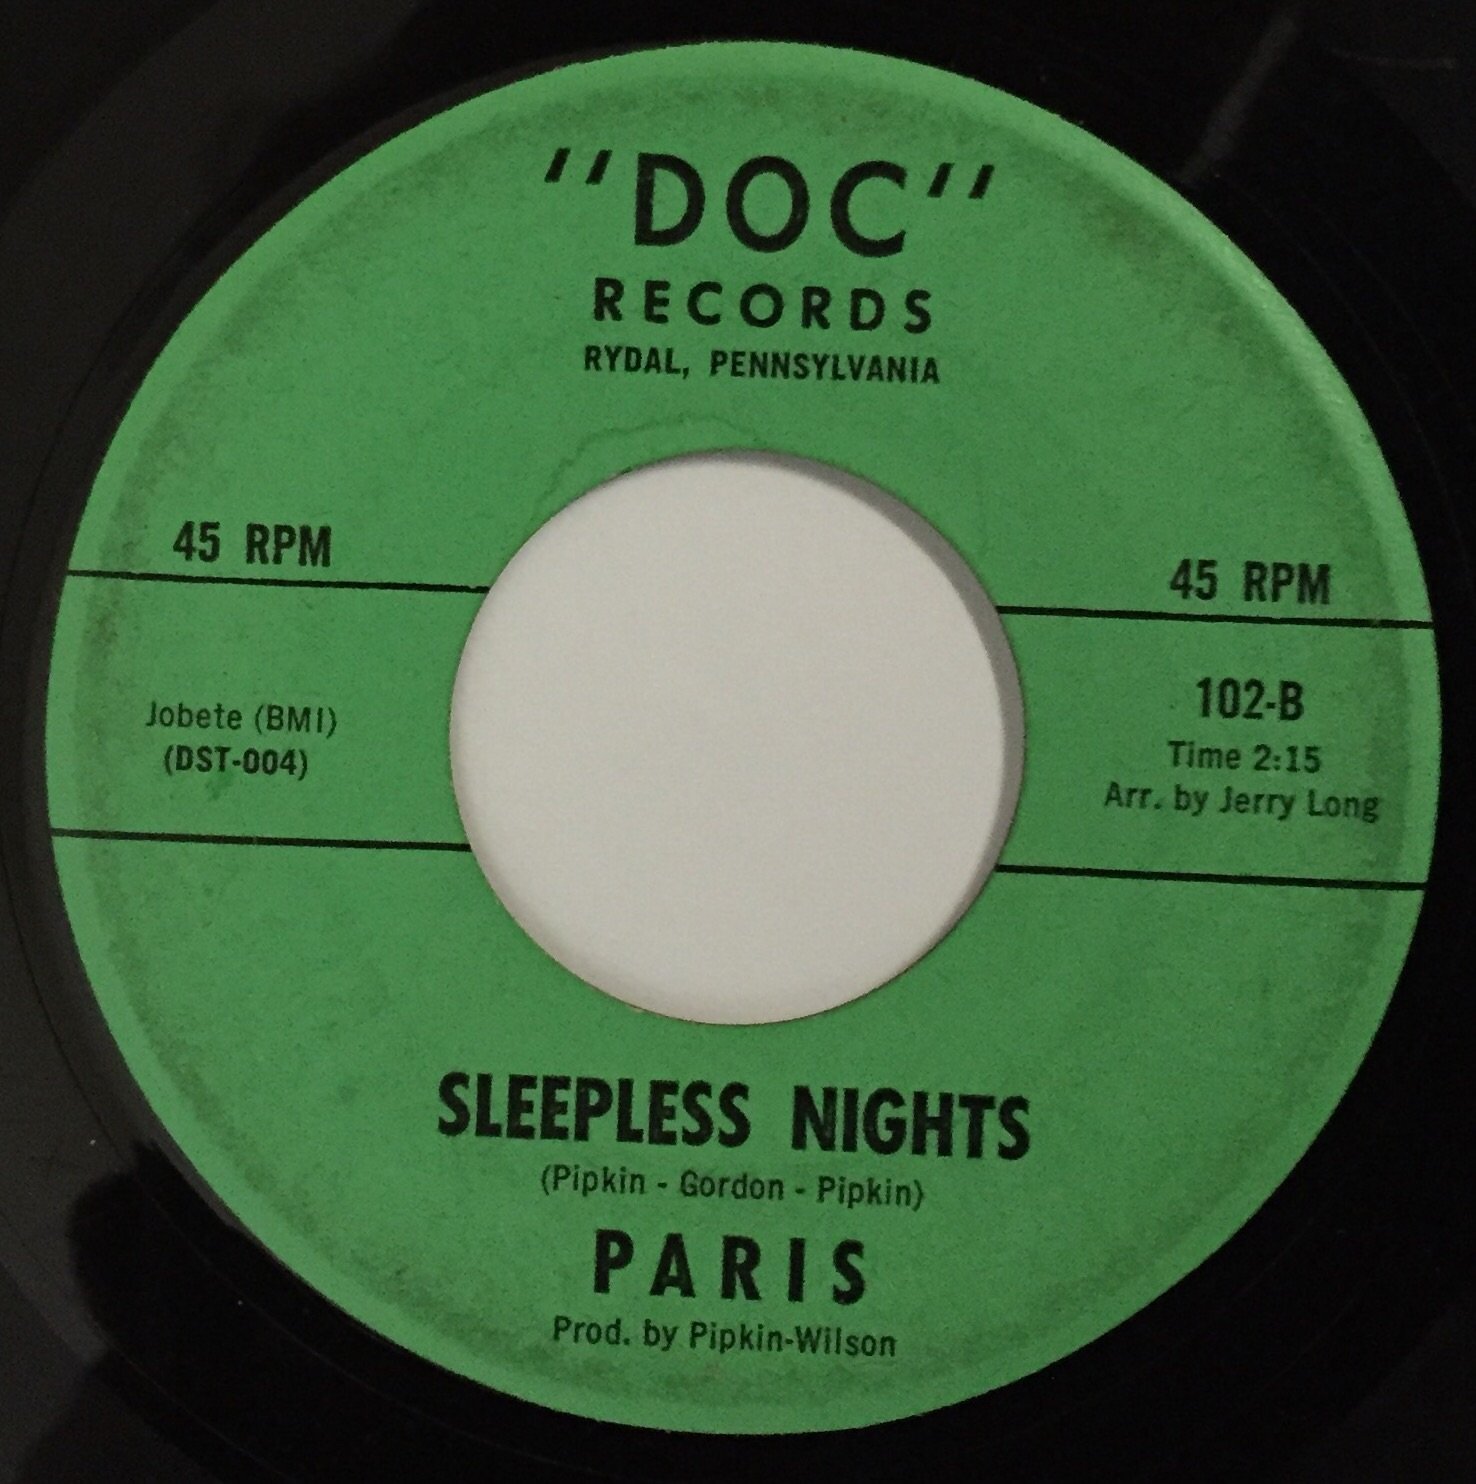 "DOC"
RECORDS
RYDAL, PENNSYLVANIA
45 RPM
45 RPM
Jobete (BMI)
(DST-004)
102-B
Time 2:15
Arr. by Jerry Long
SLEEPLESS NIGHTS
(Pipkin - Gordon - Pipkin)
PARIS
Prod. by Pipkin-Wilson